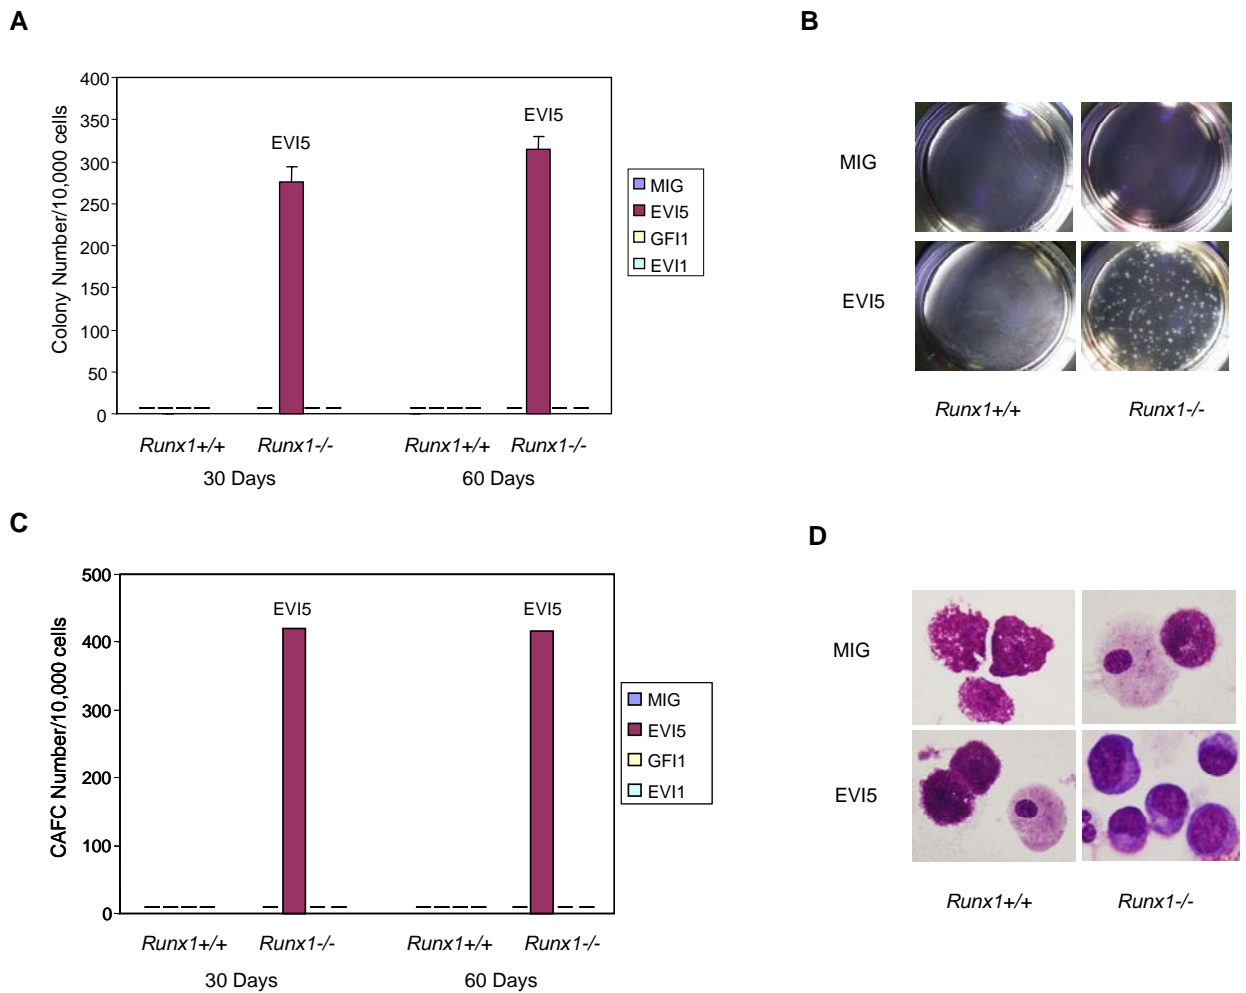 A
Colony Number/10,000 cells
400
350
300
250
200
150
100
50
0
EVI5
EVI5
MIG
EVI5
GFI1
EVI1
Runx1+/+
Runx1-/-
Runx1+/+
Runx1-/-
30 Days
60 Days
B
MIG
EVI5
Runx1+/+
Runx1-/-
C
CAFC Number/10,000 cells
500
400
300
200
100
0
EVI5
EVI5
MIG
EVI5
GFI1
EVI1
Runx1+/+
Runx1-/-
Runx1+/+
Runx1-/-
30 Days
60 Days
D
MIG
EVI5
Runx1+/+
Runx1-/-